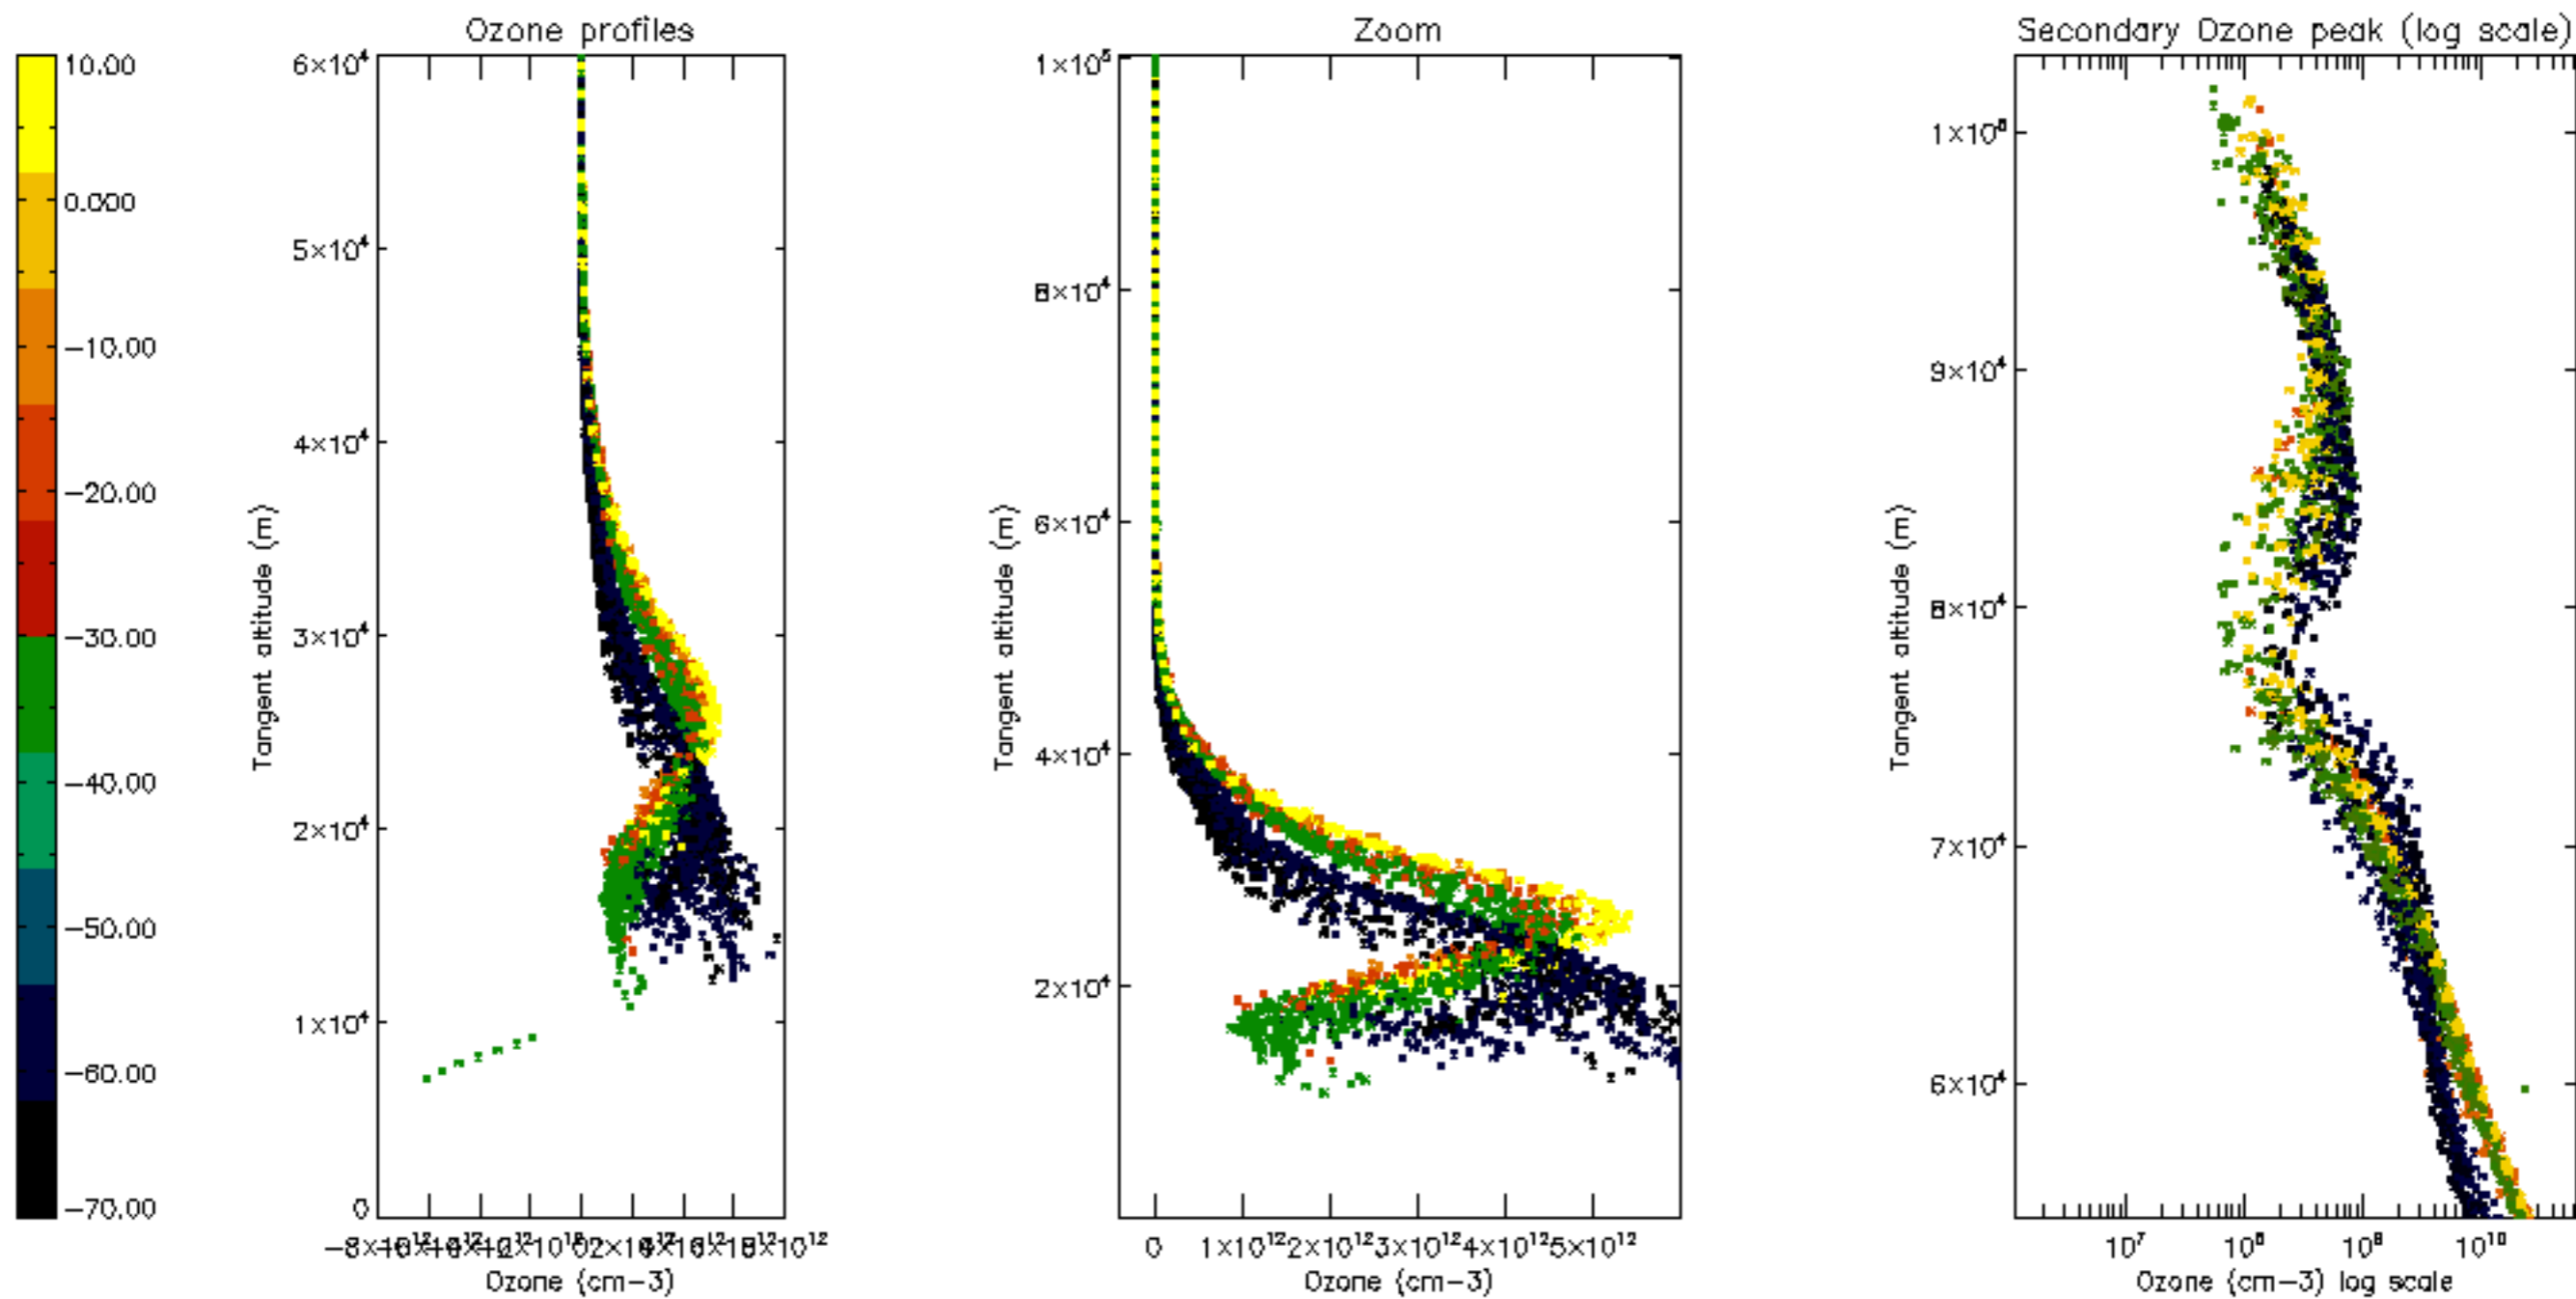 Ozone profiles
Zoom
Secondary Ozone peak (log scale)
10.00
0.000
-10.00
-20.00
-30.00
-40.00
-50.00
-60.00
-70.00
6×10⁴
5×10⁴
4×10⁴
3×10⁴
2×10⁴
1×10⁴
0
Tangent altitude (m)
Ozone (cm-3)
1×10⁵
8×10⁴
6×10⁴
4×10⁴
2×10⁴
Tangent altitude (m)
0 1×10¹² 2×10¹² 3×10¹² 4×10¹² 5×10¹²
Ozone (cm-3)
1×10⁵
9×10⁴
8×10⁴
7×10⁴
6×10⁴
Tangent altitude (m)
10⁷ 10⁸ 10⁹ 10¹⁰
Ozone (cm-3) log scale